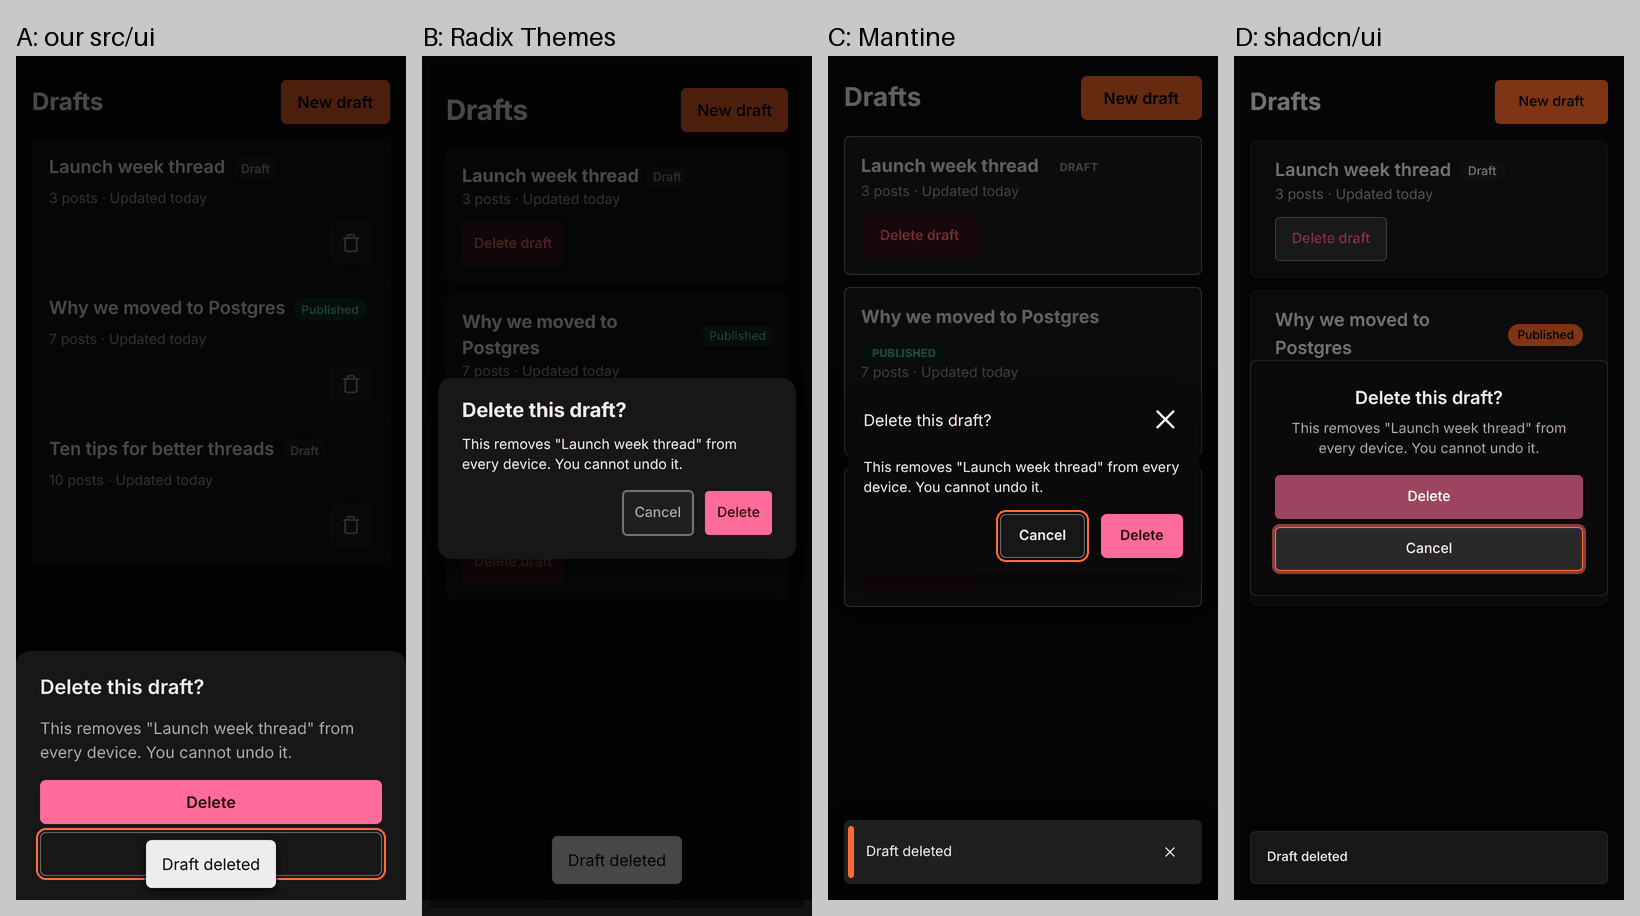 A: our src/ui
Drafts
New draft
Launch week thread
Draft
3 posts · Updated today
Why we moved to Postgres
Published
7 posts · Updated today
Ten tips for better threads
Draft
10 posts · Updated today
Delete this draft?
This removes "Launch week thread" from
every device. You cannot undo it.
Delete
Draft deleted
B: Radix Themes
Drafts
New draft
Launch week thread
Draft
3 posts · Updated today
Delete draft
Why we moved to
Postgres
Published
7 posts · Updated today
Delete this draft?
This removes "Launch week thread" from
every device. You cannot undo it.
Cancel
Delete
Delete draft
Draft deleted
C: Mantine
Drafts
New draft
Launch week thread
DRAFT
3 posts · Updated today
Delete draft
Why we moved to Postgres
PUBLISHED
7 posts · Updated today
Delete this draft?
This removes "Launch week thread" from every
device. You cannot undo it.
Cancel
Delete
Draft deleted
D: shadcn/ui
Drafts
New draft
Launch week thread
Draft
3 posts · Updated today
Delete draft
Why we moved to
Postgres
Published
Delete this draft?
This removes "Launch week thread" from
every device. You cannot undo it.
Delete
Cancel
Draft deleted